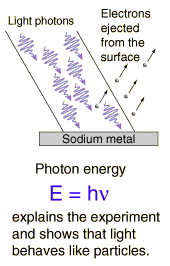 Light photons
Electrons
ejected
from the
surface
Sodium metal
Photon energy
E = hν
explains the experiment
and shows that light
behaves like particles.